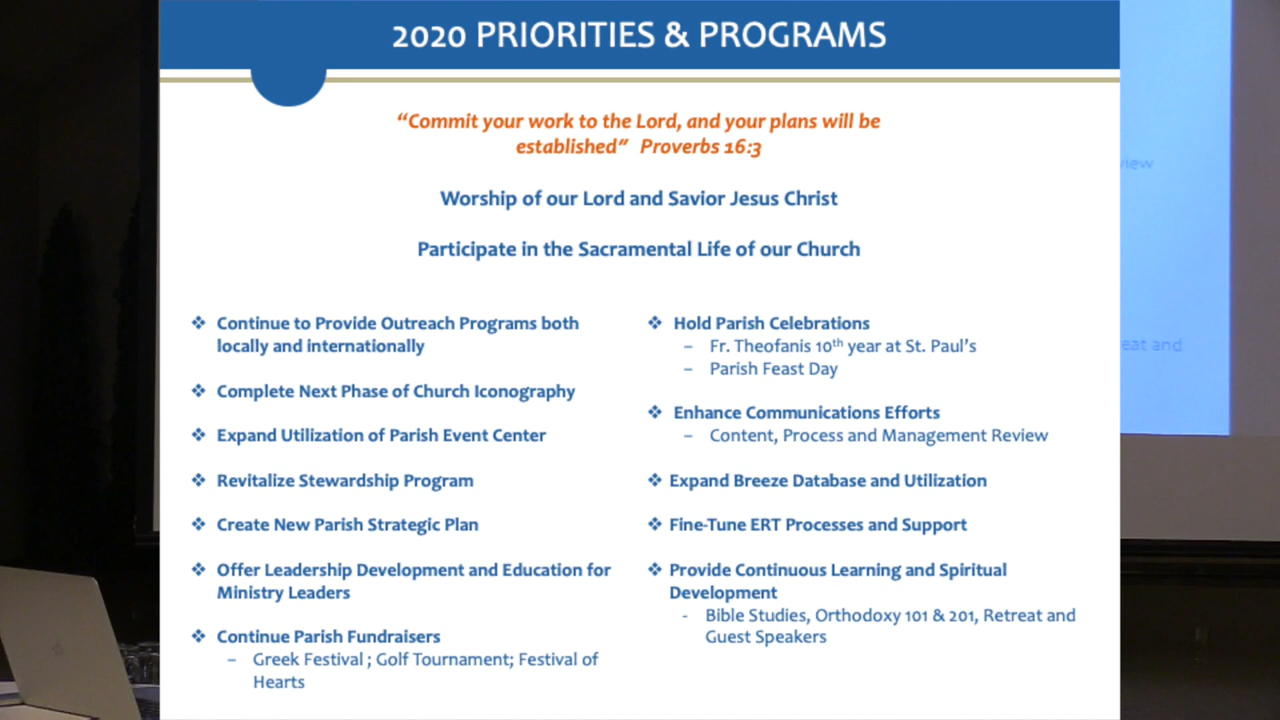 2020 PRIORITIES & PROGRAMS
“Commit your work to the Lord, and your plans will be
established” Proverbs 16:3
Worship of our Lord and Savior Jesus Christ
Participate in the Sacramental Life of our Church
❖ Continue to Provide Outreach Programs both
locally and internationally
❖ Complete Next Phase of Church Iconography
❖ Expand Utilization of Parish Event Center
❖ Revitalize Stewardship Program
❖ Create New Parish Strategic Plan
❖ Offer Leadership Development and Education for
Ministry Leaders
❖ Continue Parish Fundraisers
– Greek Festival ; Golf Tournament; Festival of
Hearts
❖ Hold Parish Celebrations
– Fr. Theofanis 10th year at St. Paul’s
– Parish Feast Day
❖ Enhance Communications Efforts
– Content, Process and Management Review
❖ Expand Breeze Database and Utilization
❖ Fine-Tune ERT Processes and Support
❖ Provide Continuous Learning and Spiritual
Development
- Bible Studies, Orthodoxy 101 & 201, Retreat and
Guest Speakers